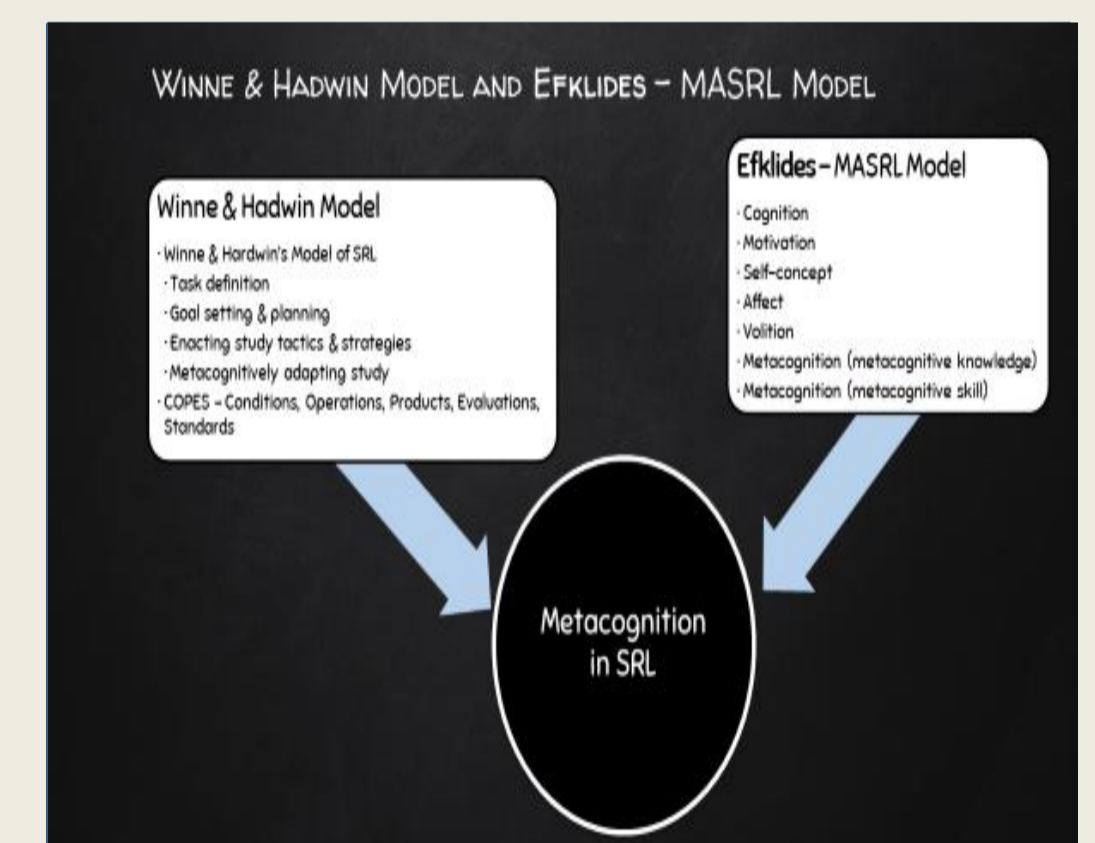 WINNE & HADWIN MODEL AND EFKLIDES – MASRL MODEL
Winne & Hadwin Model
· Winne & Hardwin's Model of SRL
· Task definition
· Goal setting & planning
· Enacting study tactics & strategies
· Metacognitively adapting study
· COPES – Conditions, Operations, Products, Evaluations,
Standards
Efklides – MASRL Model
· Cognition
· Motivation
· Self-concept
· Affect
· Volition
· Metacognition (metacognitive knowledge)
· Metacognition (metacognitive skill)
Metacognition
in SRL